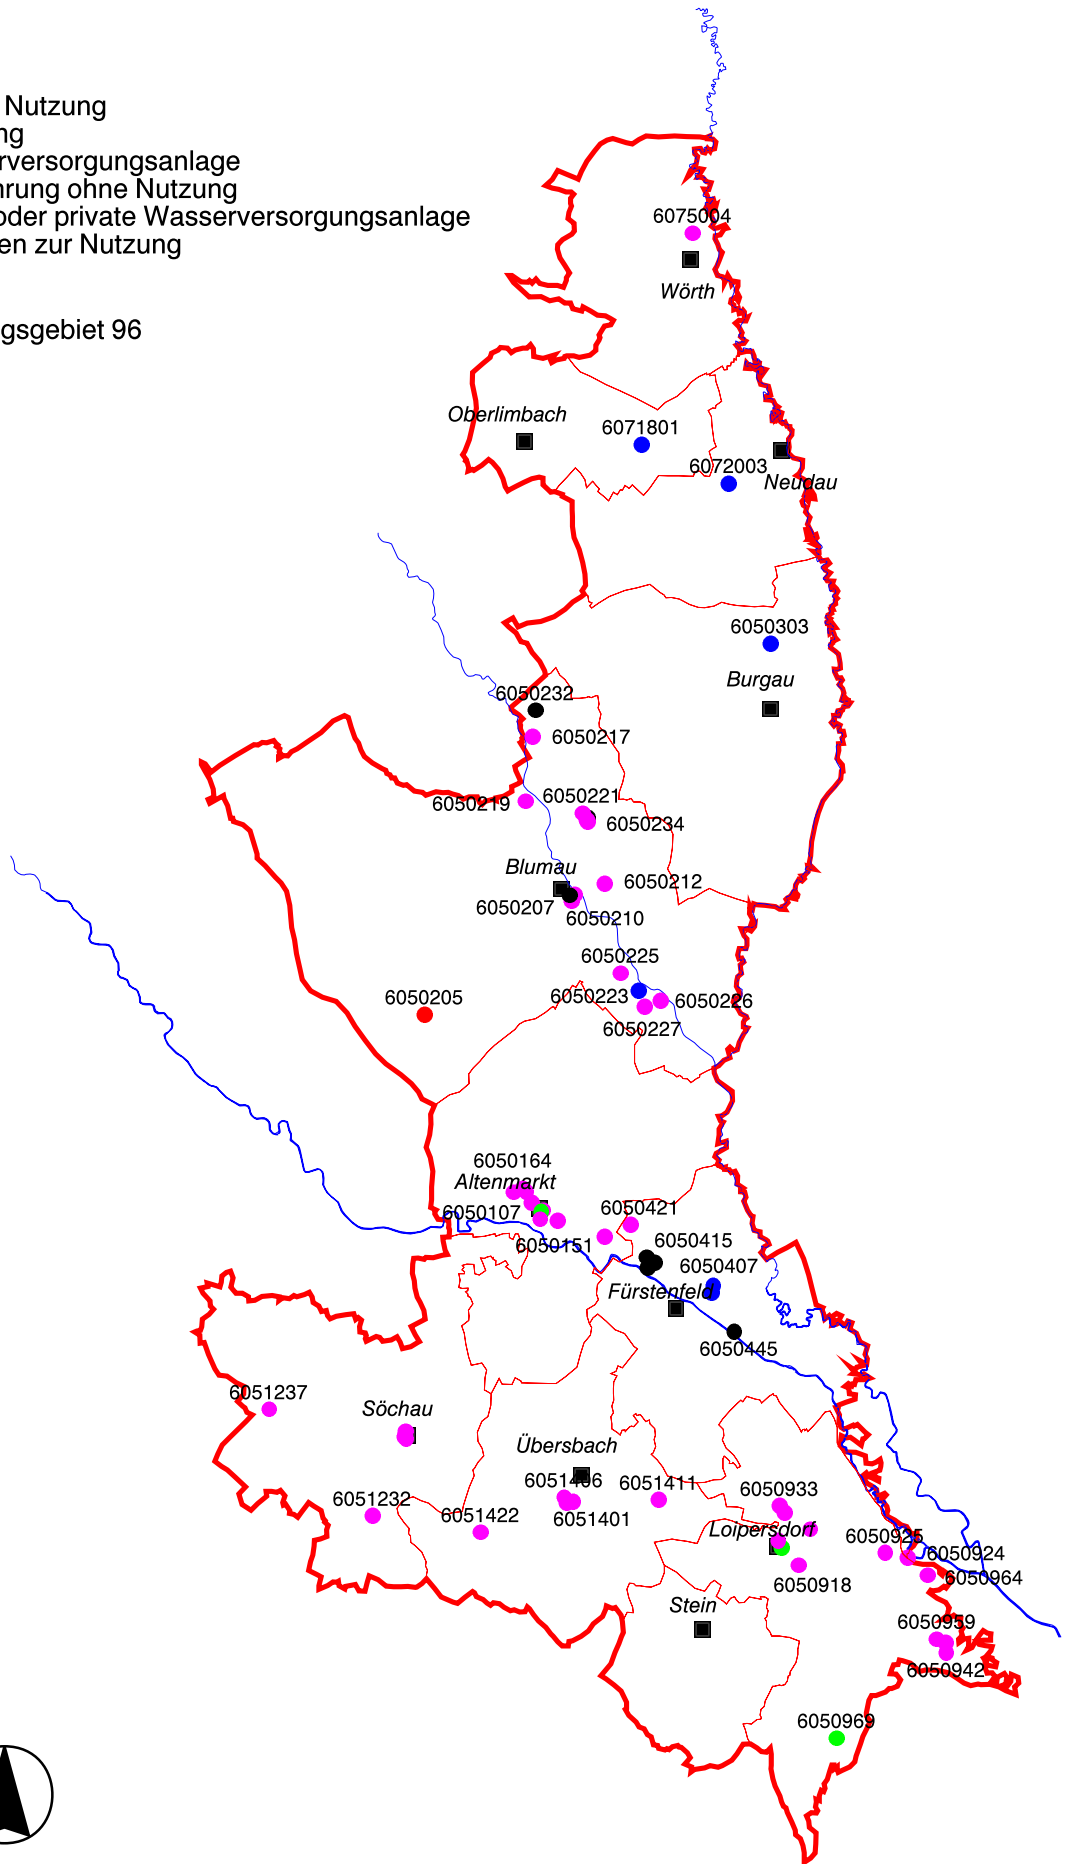 Nutzung
ng
rversorgungsanlage
hrung ohne Nutzung
oder private Wasserversorgungsanlage
en zur Nutzung
gsgebiet 96
6075004
Wörth
Oberlimbach
6071801
6072003
Neudau
6050303
Burgau
6050232
6050217
6050219
6050221
6050234
Blumau
6050212
6050207
6050210
6050225
6050205
6050223
6050226
6050227
6050164
Altenmarkt
6050107
6050421
6050151
6050415
6050407
Fürstenfeld
6050445
6051237
Söchau
Übersbach
6051406
6051411
6051232
6051422
6051401
6050933
Loipersdorf
6050925
6050924
6050918
6050964
Stein
6050959
6050942
6050969